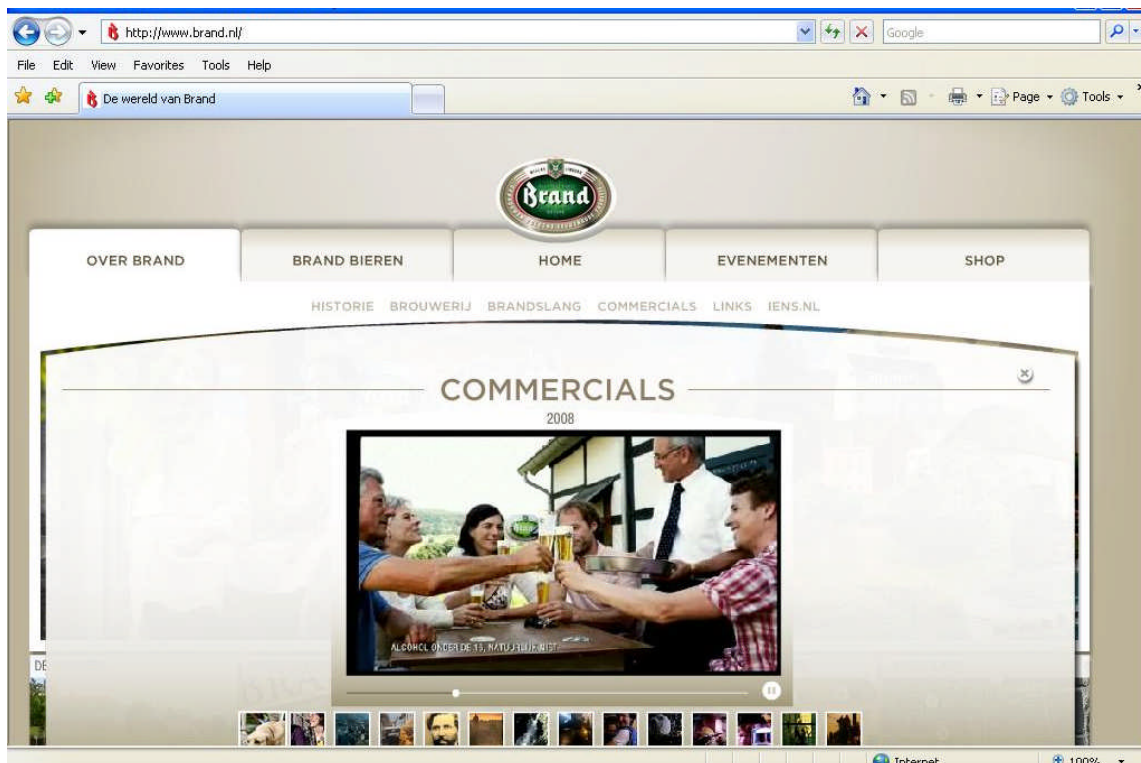 http://www.brand.nl/
Google
File Edit View Favorites Tools Help
De wereld van Brand
Page Tools
Brand
OVER BRAND BRAND BIEREN HOME EVENEMENTEN SHOP
HISTORIE BROUWERIJ BRANDSLANG COMMERCIALS LINKS IENS.NL
COMMERCIALS
2008
Brand
ALCOHOL ONDER DE 16, NATUURLIJK NIET.
DE
Internet 100%